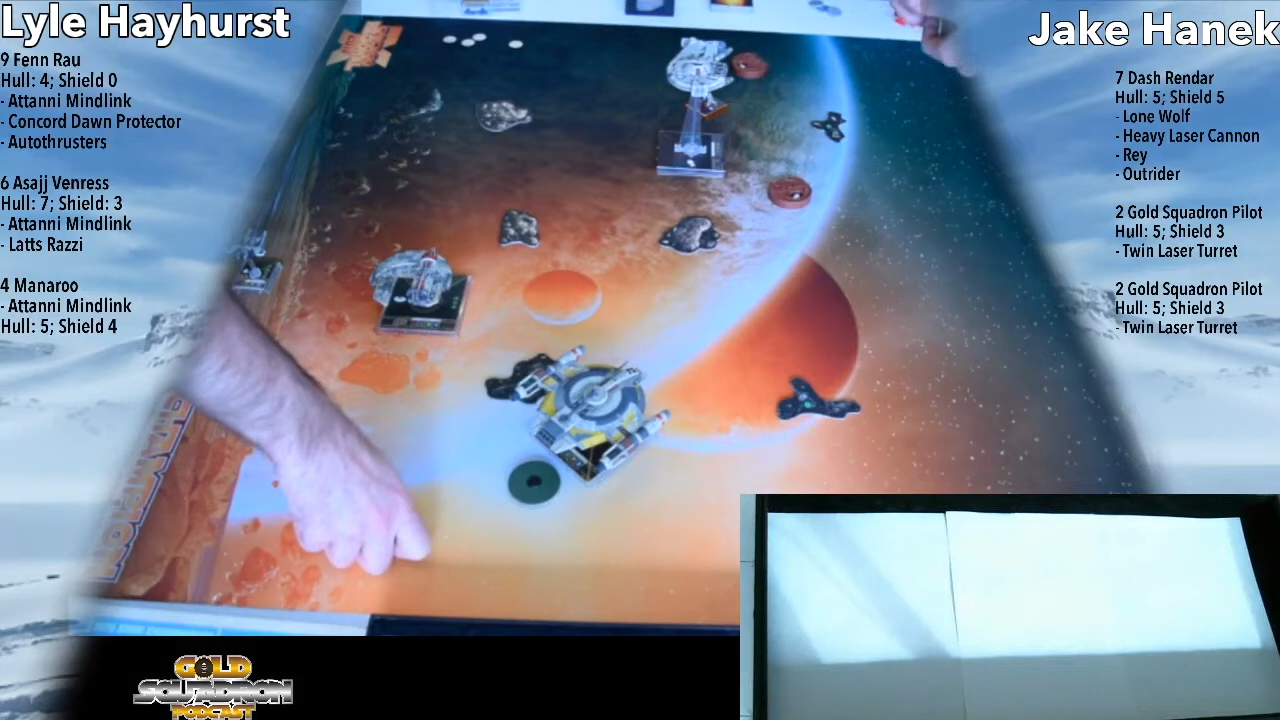 Lyle Hayhurst
9 Fenn Rau
Hull: 4; Shield 0
- Attanni Mindlink
- Concord Dawn Protector
- Autothrusters
6 Asajj Venress
Hull: 7; Shield: 3
- Attanni Mindlink
- Latts Razzi
4 Manaroo
- Attanni Mindlink
Hull: 5; Shield 4
Jake Hanek
7 Dash Rendar
Hull: 5; Shield 5
- Lone Wolf
- Heavy Laser Cannon
- Rey
- Outrider
2 Gold Squadron Pilot
Hull: 5; Shield 3
- Twin Laser Turret
2 Gold Squadron Pilot
Hull: 5; Shield 3
- Twin Laser Turret
GOLD
SQUADRON
PODCAST